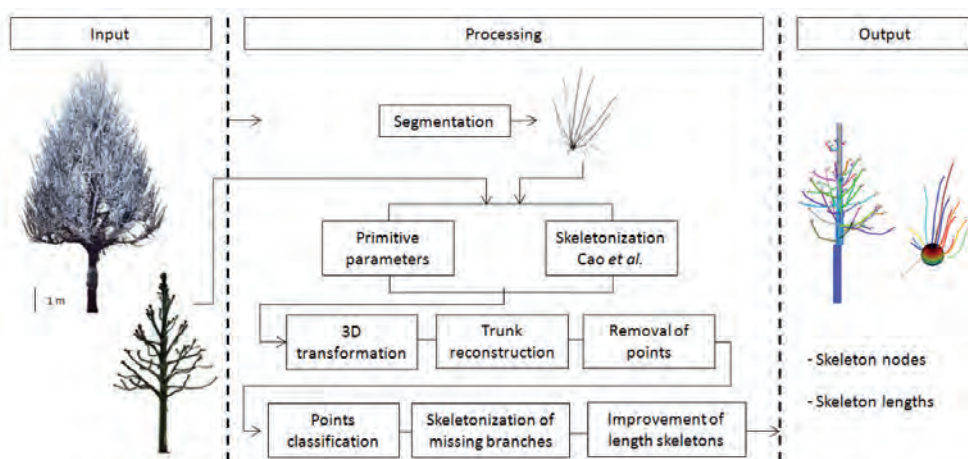 Input
Processing
Output
Segmentation
Primitive
parameters
Skeletonization
Cao et al.
1 m
3D
transformation
Trunk
reconstruction
Removal of
points
- Skeleton nodes
- Skeleton lengths
Points
classification
Skeletonization of
missing branches
Improvement of
length skeletons